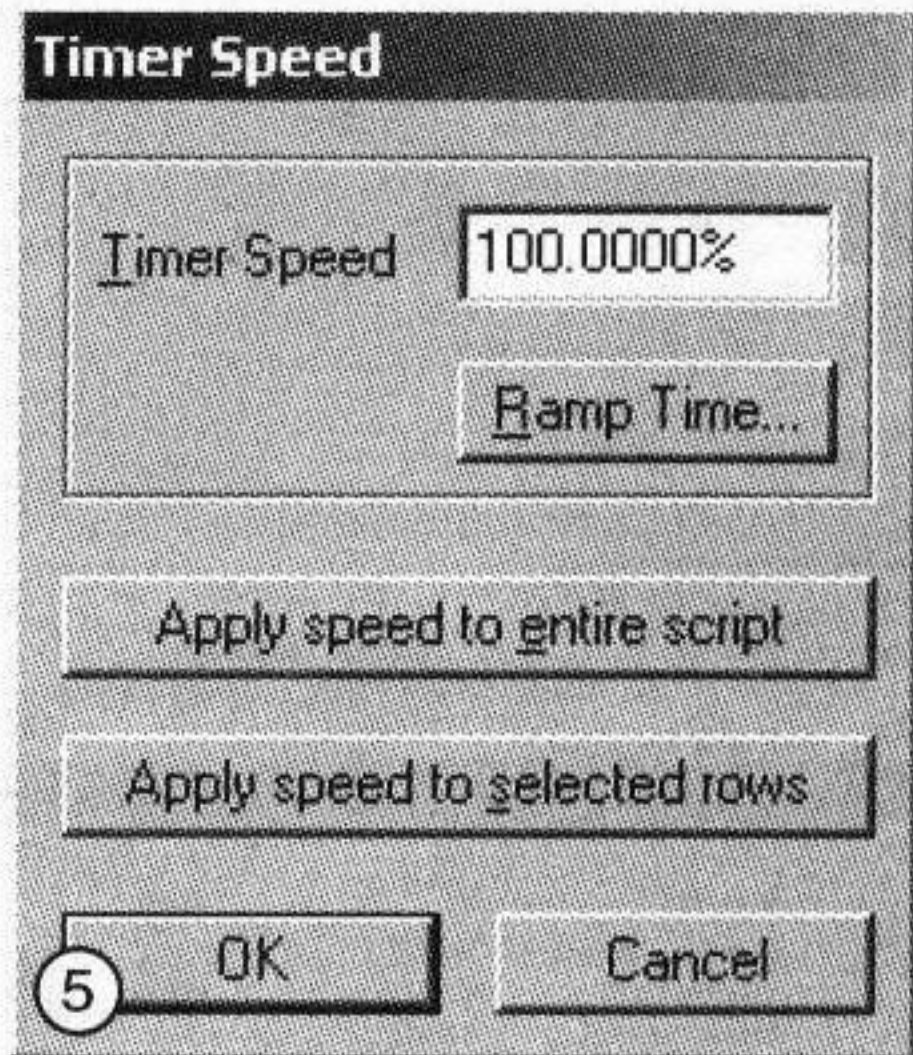 Timer Speed
Timer Speed 100.0000%
Ramp Time...
Apply speed to entire script
Apply speed to selected rows
5 OK Cancel